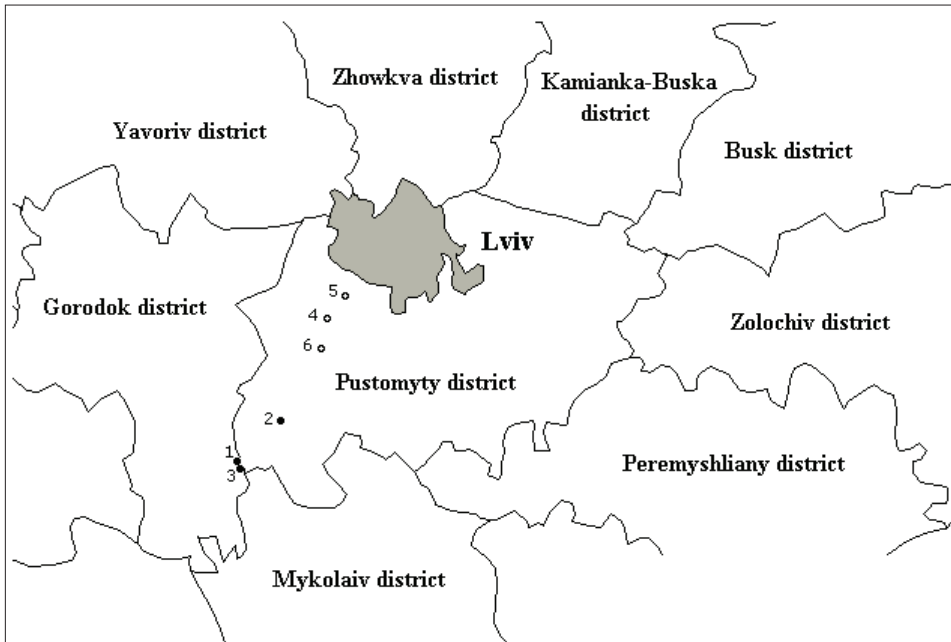 Zhowkva district
Kamianka-Buska
district
Yavoriv district
Busk district
Lviv
5
Gorodok district
4
Zolochiv district
6
Pustomyty district
2
1
3
Peremyshliany district
Mykolaiv district